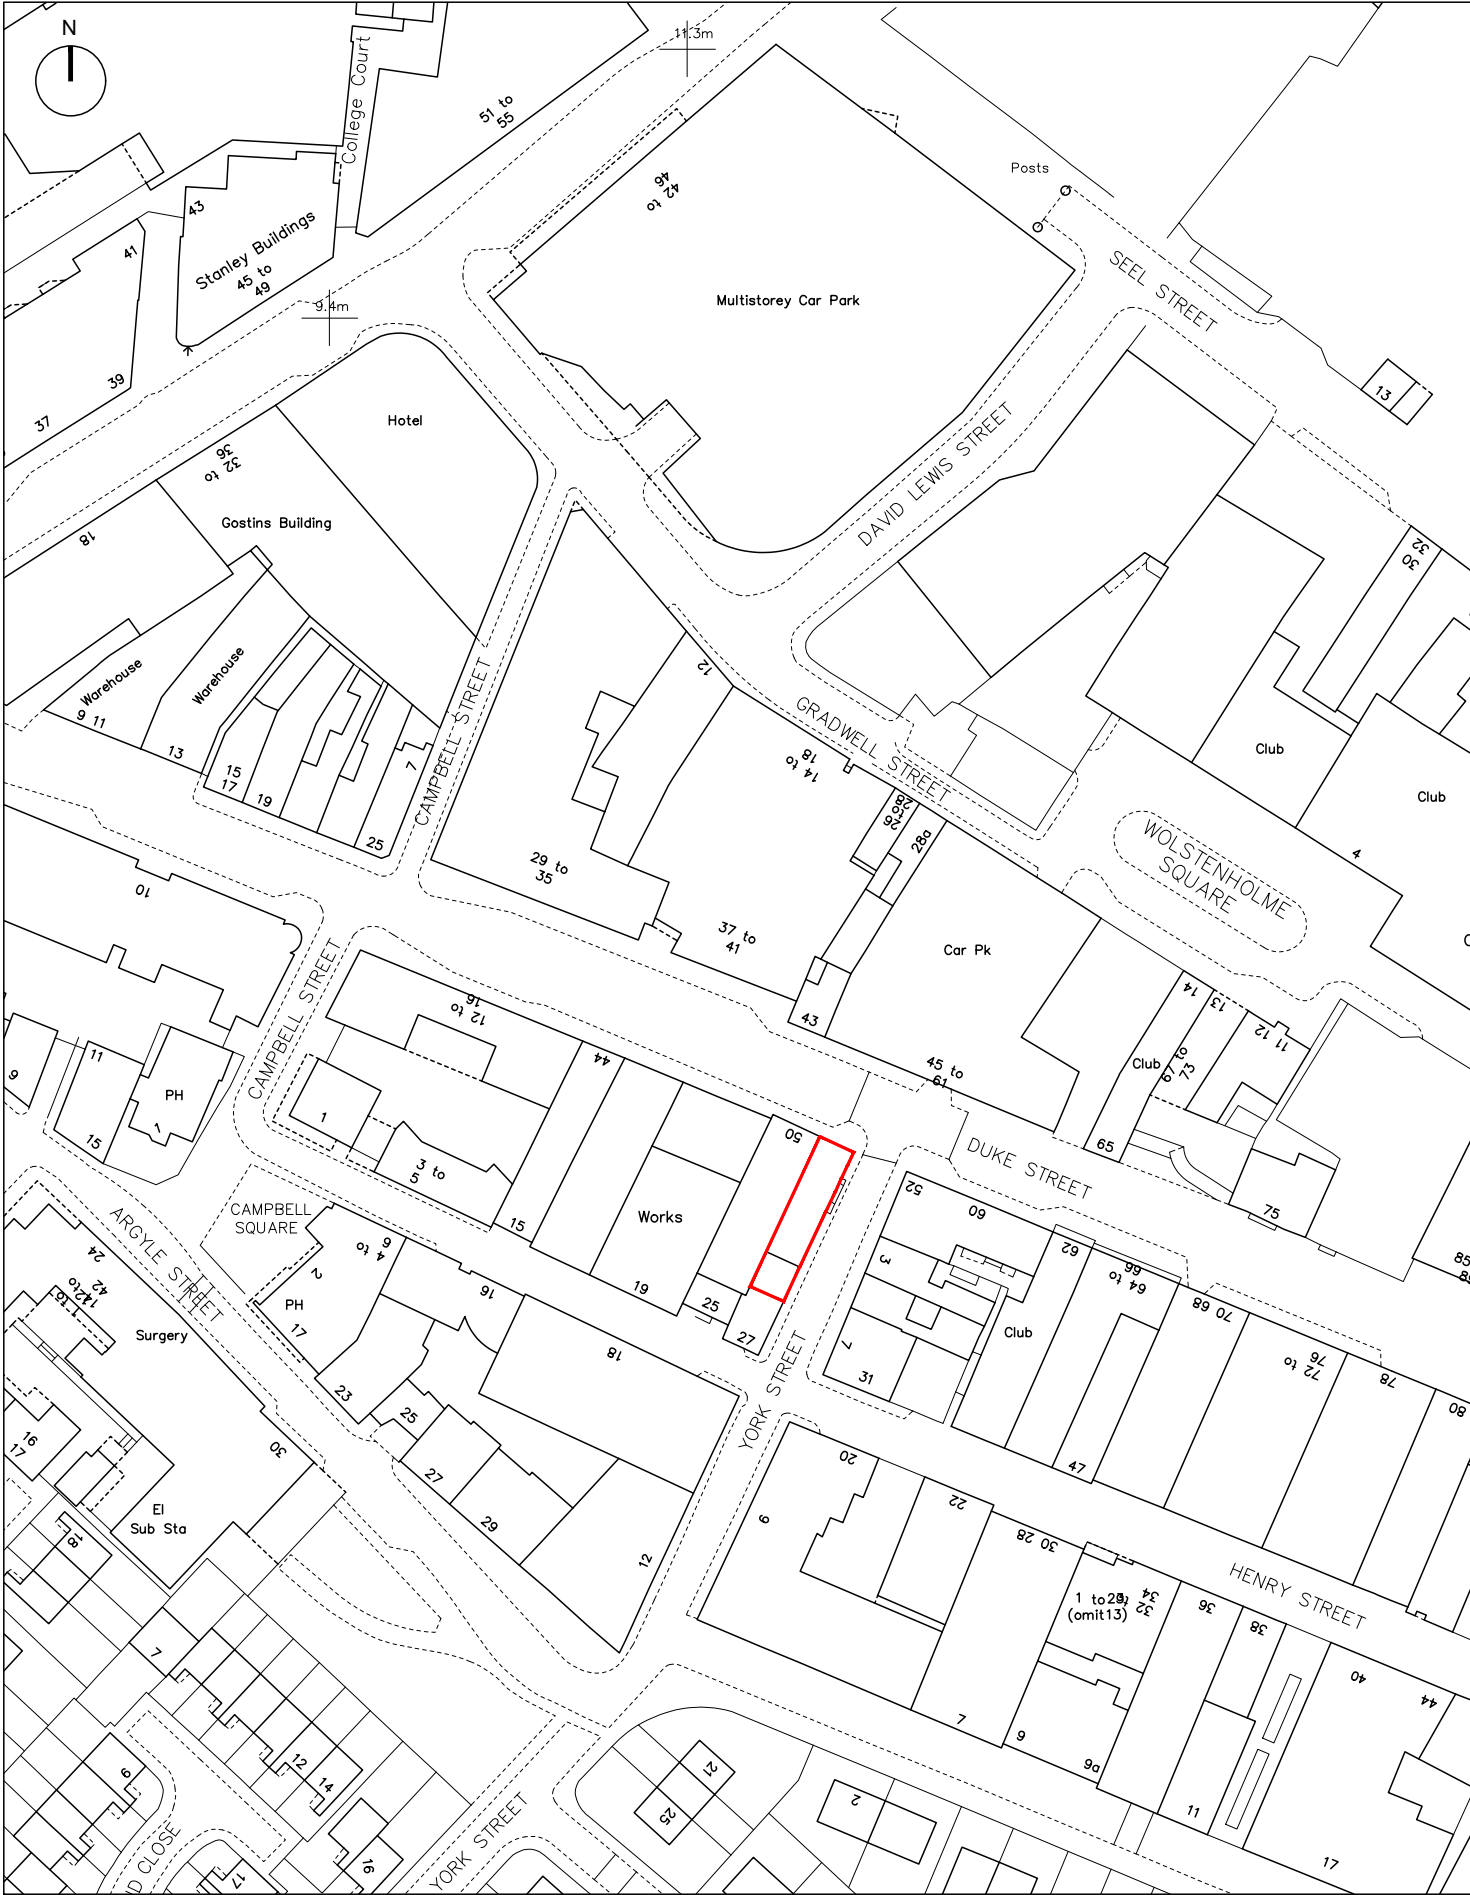 N
11.3m
College Court
51 to
55
Posts
43
42 to
46
Stanley Buildings
45 to
49
41
SEEL STREET
9.4m
Multistorey Car Park
39
13
37
Hotel
32 to
36
DAVID LEWIS STREET
Gostins Building
18
32
30
Warehouse
Warehouse
12
9 11
13
GRADWELL STREET
CAMPBELL STREET
7
15
17
19
25
14 to
18
Club
Club
26
to
28
28a
WOLSTENHOLME
SQUARE
4
29 to
35
10
37 to
41
Car Pk
CAMPBELL STREET
12 to
16
43
14
13
12
11
44
11
9
PH
1
15
1
45 to
61
Club
67 to
73
65
50
3 to
5
DUKE STREET
52
60
75
CAMPBELL
SQUARE
15
Works
ARGYLE STREET
24
4 to
6
2
PH
17
16
19
25
27
3
62
64 to
66
85
68 70
42
Surgery
Club
7
31
YORK STREET
18
72 to
76
78
80
23
25
16
17
30
27
29
47
20
22
6
El
Sub Sta
18
12
28 30
HENRY STREET
1 to
(omit13)
32
34
36
38
40
44
7
12
14
9
7
9
9a
11
17
21
25
2
YORK STREET
CLOSE
16
17